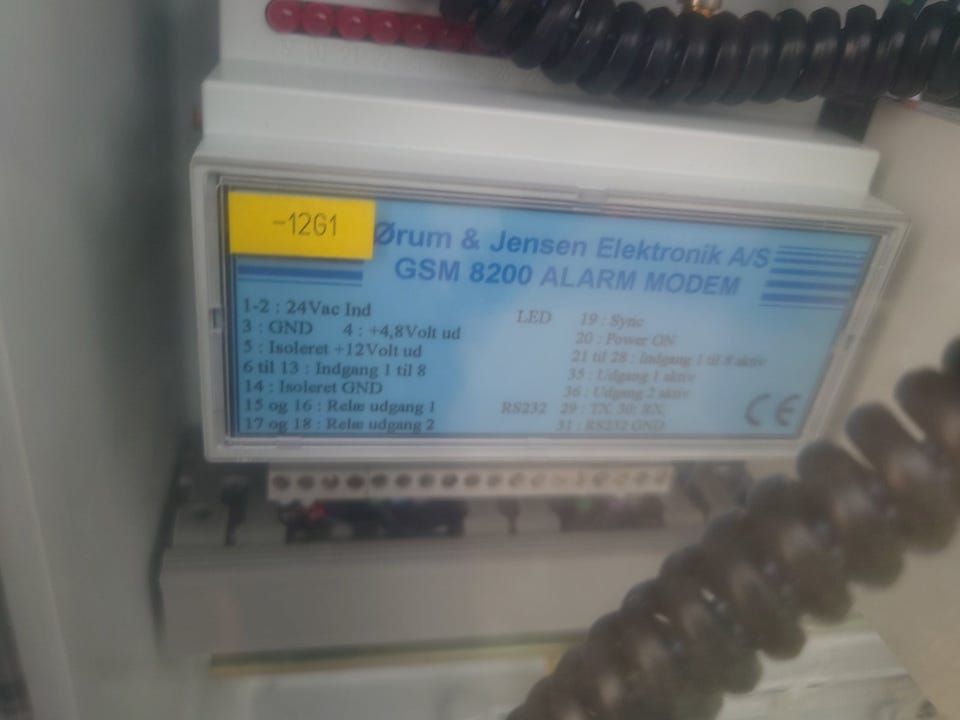 -12G1
Ørum & Jensen Elektronik A/S
GSM 8200 ALARM MODEM
1-2 : 24Vac Ind
3 : GND 4 : +4,8Volt ud
5 : Isoleret +12Volt ud
6 til 13 : Indgang 1 til 8
14 : Isoleret GND
15 og 16 : Relæ udgang 1
17 og 18 : Relæ udgang 2
LED 19 : Sync
20 : Power ON
21 til 28 : Indgang 1 til 8 aktiv
35 : Udgang 1 aktiv
36 : Udgang 2 aktiv
RS232 29 : TX 30: RX
31 : RS232 GND
CE